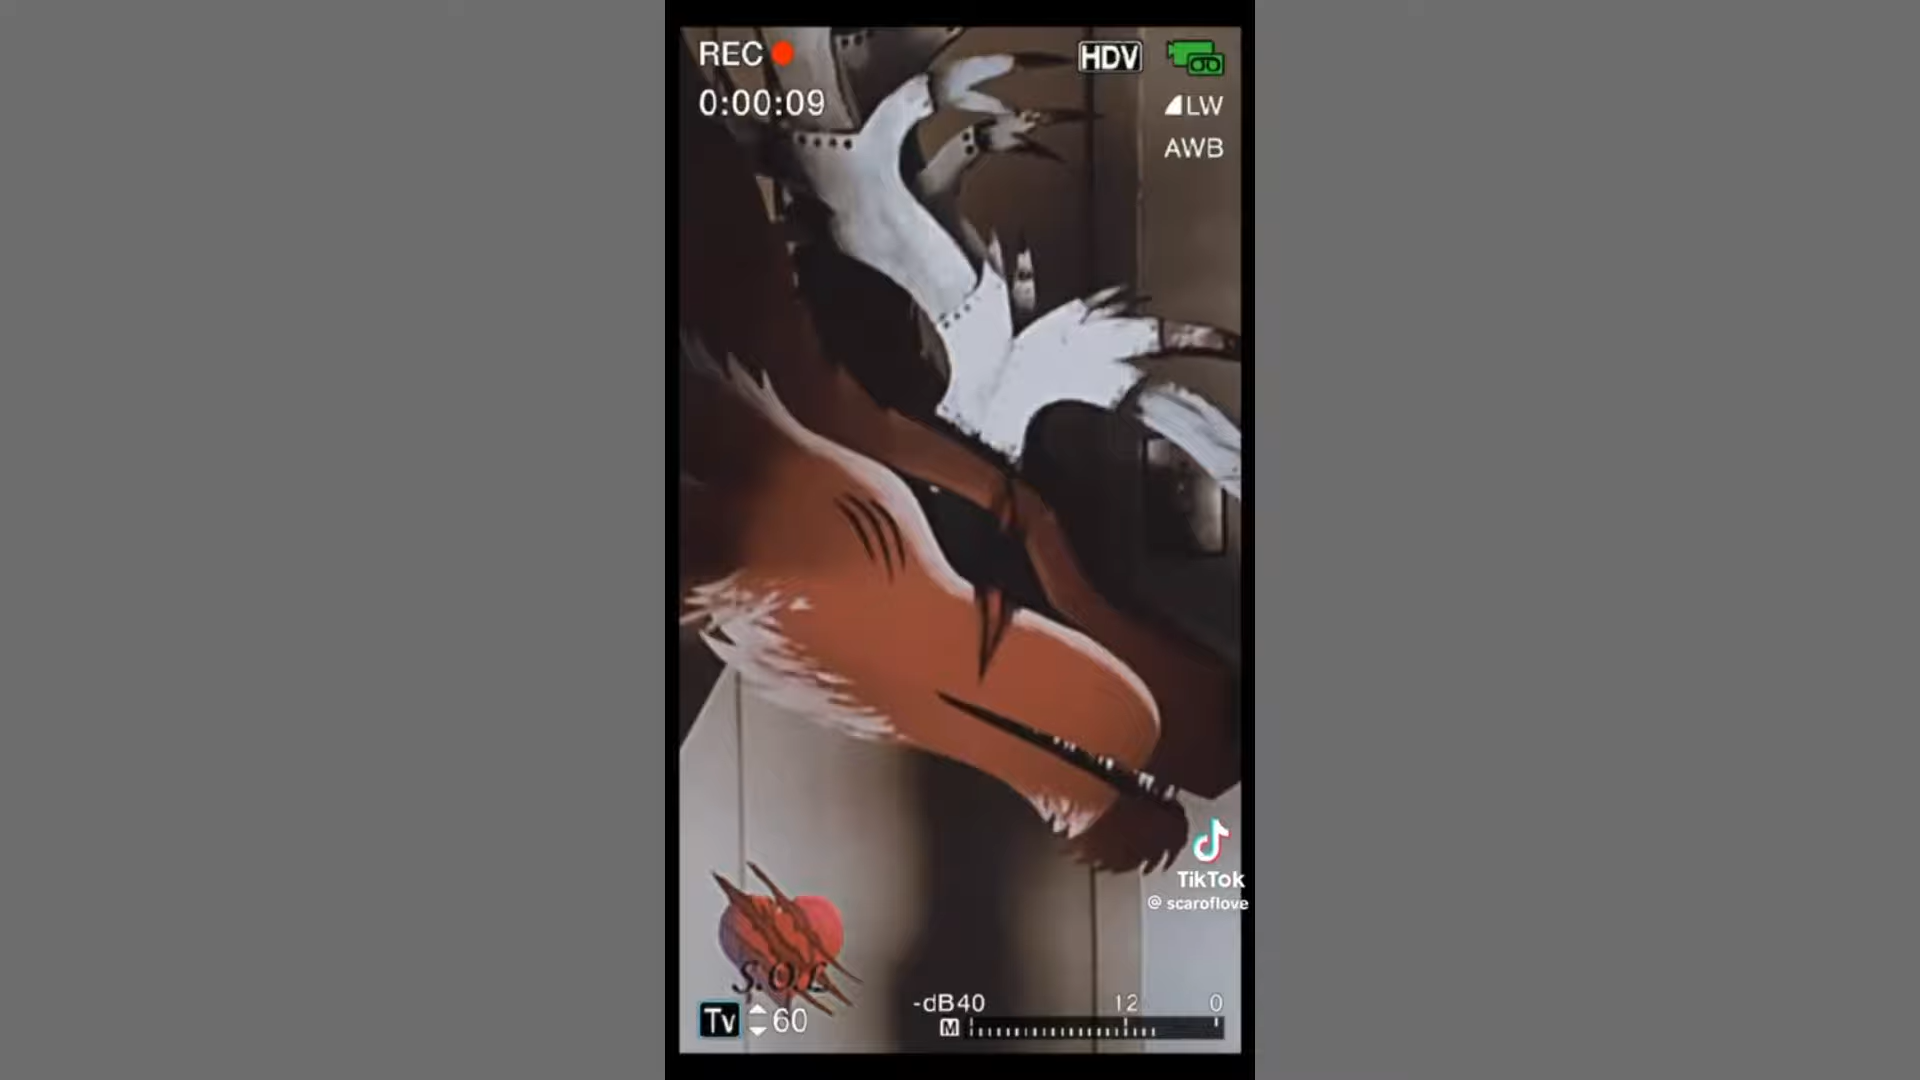 REC
HDV
0:00:09
LW
AWB
TikTok
@ scaroflove
S.O.L
-dB40 12 0
M
Tv 60